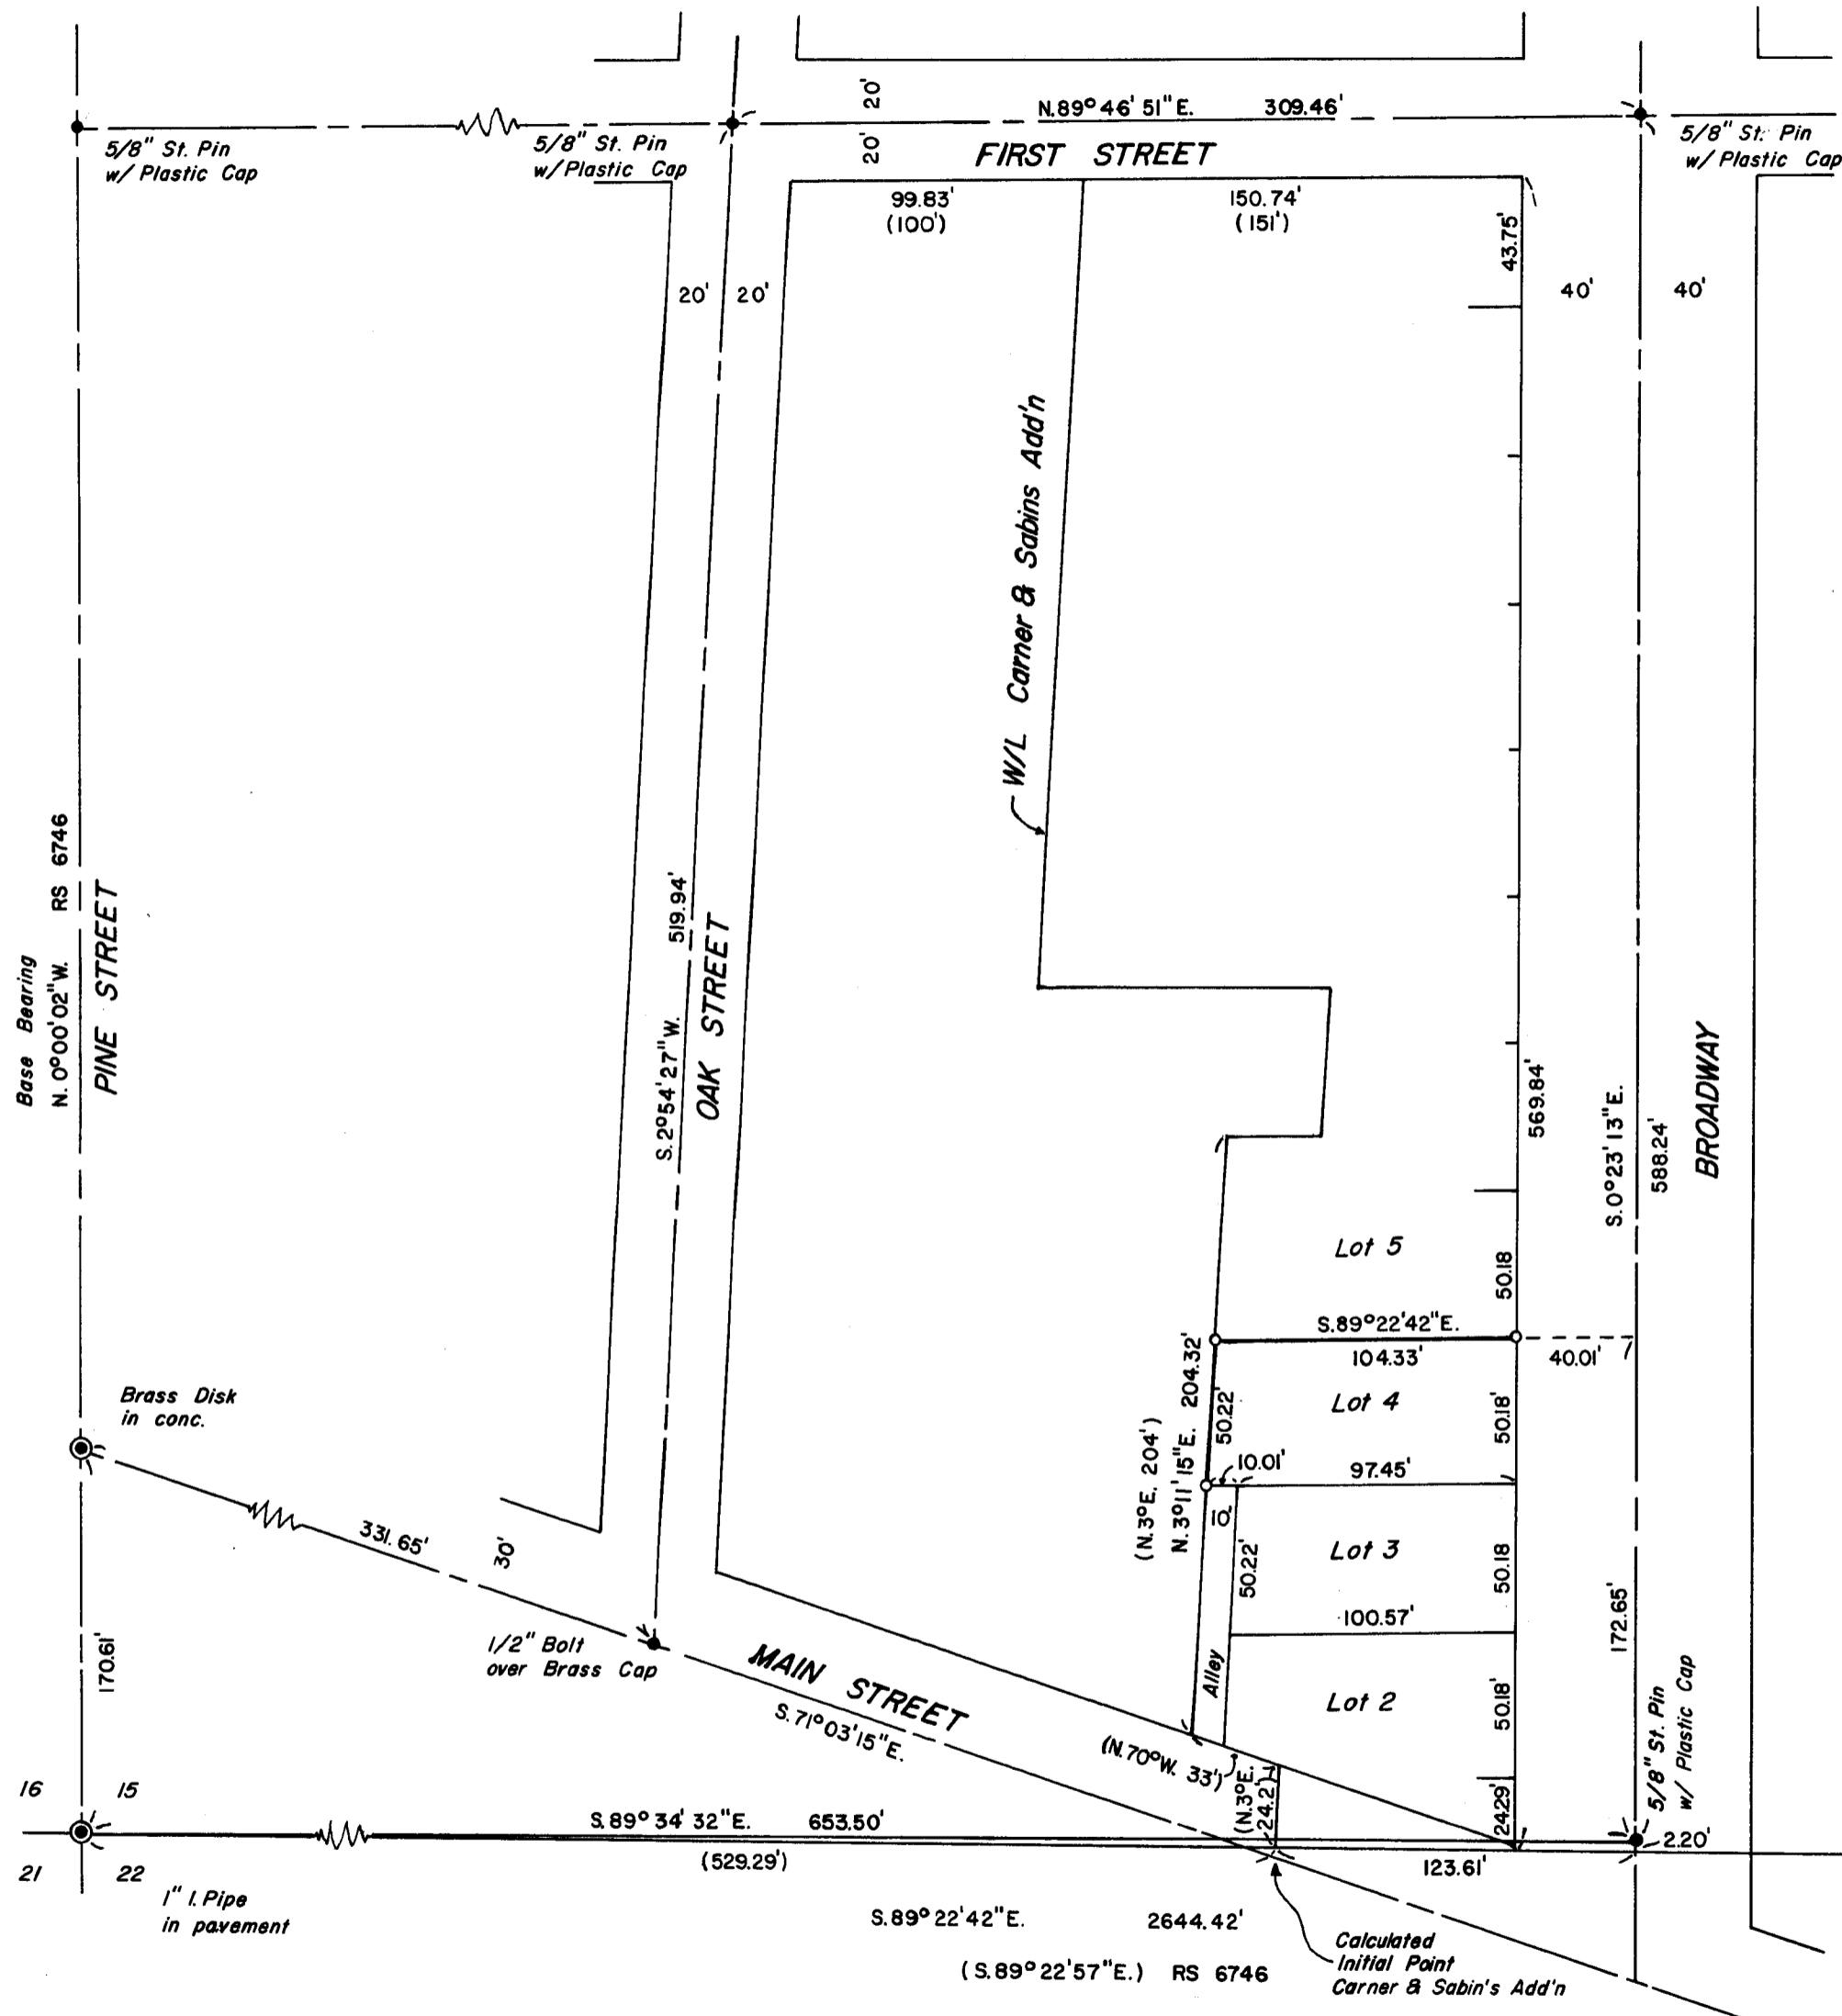 N.89°46'51"E. 309.46'
20'
20'
FIRST STREET
5/8" St. Pin
w/ Plastic Cap
5/8" St. Pin
w/ Plastic Cap
5/8" St. Pin
w/ Plastic Cap
99.83'
(100')
150.74'
(151')
43.75'
20' 20'
40' 40'
W/L Carner & Sabins Add'n
Base Bearing
N.0°00'02"W. RS 6746
PINE STREET
S.2°54'27"W. 519.94'
OAK STREET
569.84'
S.0°23'13"E.
588.24'
BROADWAY
Lot 5
50.18
S.89°22'42"E.
104.33'
40.01'
(N.3°E. 204')
N.3°11'15"E. 204.32'
50.22'
Lot 4
50.18'
10.01'
97.45'
10'
50.22'
Lot 3
50.18
100.57'
172.65'
Alley
Lot 2
50.18'
Brass Disk
in conc.
331.65'
30'
170.61'
1/2" Bolt
over Brass Cap
MAIN STREET
S.71°03'15"E.
(N.70°W. 33')
(N.3°E.
24.2')
24.29'
5/8" St. Pin
w/ Plastic Cap
2.20'
16 15
21 22
S.89°34'32"E. 653.50'
(529.29')
123.61'
1" I. Pipe
in pavement
S.89°22'42"E. 2644.42'
(S.89°22'57"E.) RS 6746
Calculated
Initial Point
Carner & Sabin's Add'n